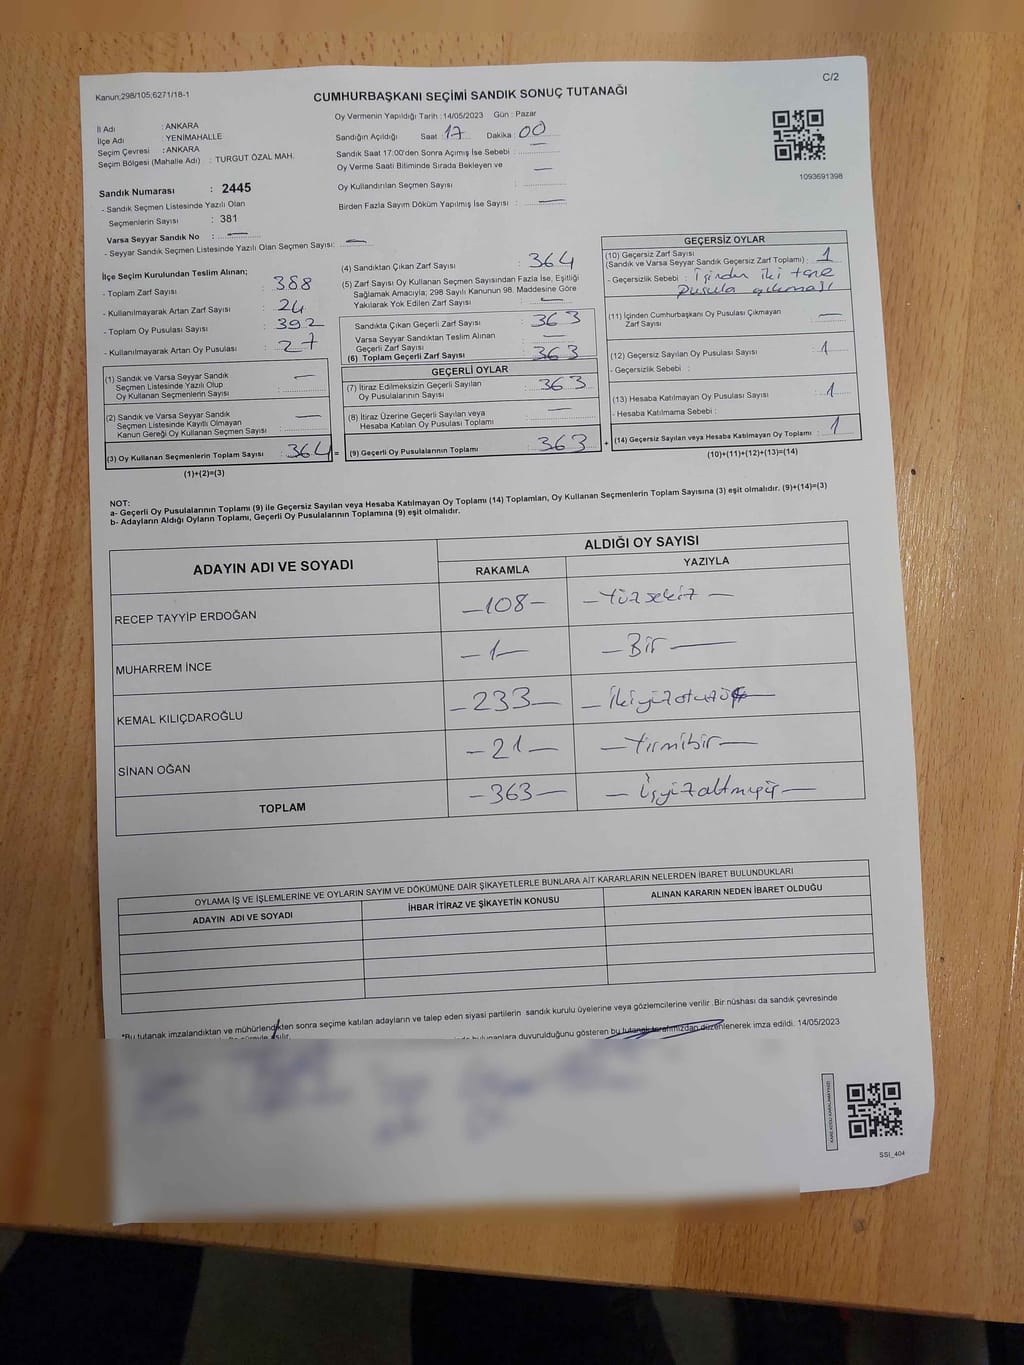 C/2
Kanun;298/105;6271/18-1
CUMHURBAŞKANI SEÇİMİ SANDIK SONUÇ TUTANAĞI
İl Adı : ANKARA
İlçe Adı : YENİMAHALLE
Seçim Çevresi : ANKARA
Seçim Bölgesi (Mahalle Adı) : TURGUT ÖZAL MAH.
Sandık Numarası : 2445
- Sandık Seçmen Listesinde Yazılı Olan
Seçmenlerin Sayısı : 381
Varsa Seyyar Sandık No : —
- Seyyar Sandık Seçmen Listesinde Yazılı Olan Seçmen Sayısı: —
Oy Vermenin Yapıldığı Tarih : 14/05/2023 Gün : Pazar
Sandığın Açıldığı Saat : 17 Dakika : 00
Sandık Saat 17:00'den Sonra Açımış İse Sebebi : —
Oy Verme Saati Bitiminde Sırada Bekleyen ve
Oy Kullandırılan Seçmen Sayısı : —
Birden Fazla Sayım Döküm Yapılmış İse Sayısı : —
1093691398
İlçe Seçim Kurulundan Teslim Alınan;
- Toplam Zarf Sayısı : 388
- Kullanılmayarak Artan Zarf Sayısı : 24
- Toplam Oy Pusulası Sayısı : 392
- Kullanılmayarak Artan Oy Pusulası : 27
(1) Sandık ve Varsa Seyyar Sandık
Seçmen Listesinde Yazılı Olup
Oy Kullanan Seçmenlerin Sayısı : —
(2) Sandık ve Varsa Seyyar Sandık
Seçmen Listesinde Kayıtlı Olmayan
Kanun Gereği Oy Kullanan Seçmen Sayısı : —
(3) Oy Kullanan Seçmenlerin Toplam Sayısı : 364 =
(1)+(2)=(3)
(4) Sandıktan Çıkan Zarf Sayısı : 364
(5) Zarf Sayısı Oy Kullanan Seçmen Sayısından Fazla İse, Eşitliği
Sağlamak Amacıyla; 298 Sayılı Kanunun 98. Maddesine Göre
Yakılarak Yok Edilen Zarf Sayısı : —
Sandıkta Çıkan Geçerli Zarf Sayısı : 363
Varsa Seyyar Sandıktan Teslim Alınan
Geçerli Zarf Sayısı : —
(6) Toplam Geçerli Zarf Sayısı : 363
GEÇERLİ OYLAR
(7) İtiraz Edilmeksizin Geçerli Sayılan
Oy Pusulalarının Sayısı : 363
(8) İtiraz Üzerine Geçerli Sayılan veya
Hesaba Katılan Oy Pusulası Toplamı : —
(9) Geçerli Oy Pusulalarının Toplamı : 363 +
GEÇERSİZ OYLAR
(10) Geçersiz Zarf Sayısı
(Sandık ve Varsa Seyyar Sandık Geçersiz Zarf Toplamı) : 1
- Geçersizlik Sebebi : İçinden iki tane
pusula çıkması
(11) İçinden Cumhurbaşkanı Oy Pusulası Çıkmayan
Zarf Sayısı : —
(12) Geçersiz Sayılan Oy Pusulası Sayısı : 1
- Geçersizlik Sebebi :
(13) Hesaba Katılmayan Oy Pusulası Sayısı : 1
- Hesaba Katılmama Sebebi :
(14) Geçersiz Sayılan veya Hesaba Katılmayan Oy Toplamı : 1
(10)+(11)+(12)+(13)=(14)
NOT:
a- Geçerli Oy Pusulalarının Toplamı (9) ile Geçersiz Sayılan veya Hesaba Katılmayan Oy Toplamı (14) Toplamları, Oy Kullanan Seçmenlerin Toplam Sayısına (3) eşit olmalıdır. (9)+(14)=(3)
b- Adayların Aldığı Oyların Toplamı, Geçerli Oy Pusulalarının Toplamına (9) eşit olmalıdır.
ADAYIN ADI VE SOYADI ALDIĞI OY SAYISI
RAKAMLA YAZIYLA
RECEP TAYYİP ERDOĞAN —108— —Yüzsekiz—
MUHARREM İNCE —1— —Bir—
KEMAL KILIÇDAROĞLU —233— —İkiyüzotuzüç—
SİNAN OĞAN —21— —Yirmibir—
TOPLAM —363— —Üçyüzaltmışüç—
OYLAMA İŞ VE İŞLEMLERİNE VE OYLARIN SAYIM VE DÖKÜMÜNE DAİR ŞİKAYETLERLE BUNLARA AİT KARARLARIN NELERDEN İBARET BULUNDUKLARI
ADAYIN ADI VE SOYADI İHBAR İTİRAZ VE ŞİKAYETİN KONUSU ALINAN KARARIN NEDEN İBARET OLDUĞU
*Bu tutanak imzalandıktan ve mühürlendikten sonra seçime katılan adayların ve talep eden siyasi partilerin sandık kurulu üyelerine veya gözlemcilerine verilir .Bir nüshası da sandık çevresinde
asılır. bulunanlara duyurulduğunu gösteren bu tutanak tarafımızdan düzenlenerek imza edildi. 14/05/2023
SSI_404